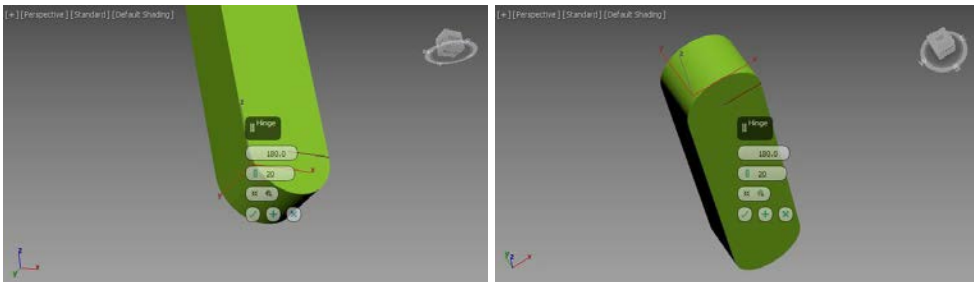 [+] [Perspective] [Standard] [Default Shading]
Hinge
180.0
20
z
x
y
z
x
y
[+] [Perspective] [Standard] [Default Shading]
Hinge
180.0
20
z
x
y
z
x